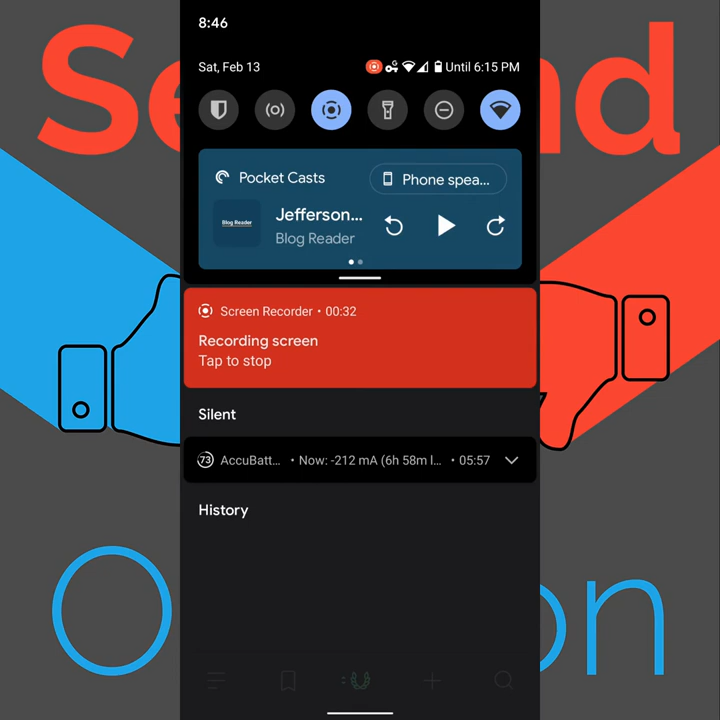 8:46
Sat, Feb 13
Until 6:15 PM
Pocket Casts
Phone spea...
Blog Reader
Jefferson...
Blog Reader
Screen Recorder • 00:32
Recording screen
Tap to stop
Silent
73 AccuBatt... • Now: -212 mA (6h 58m l... • 05:57
History